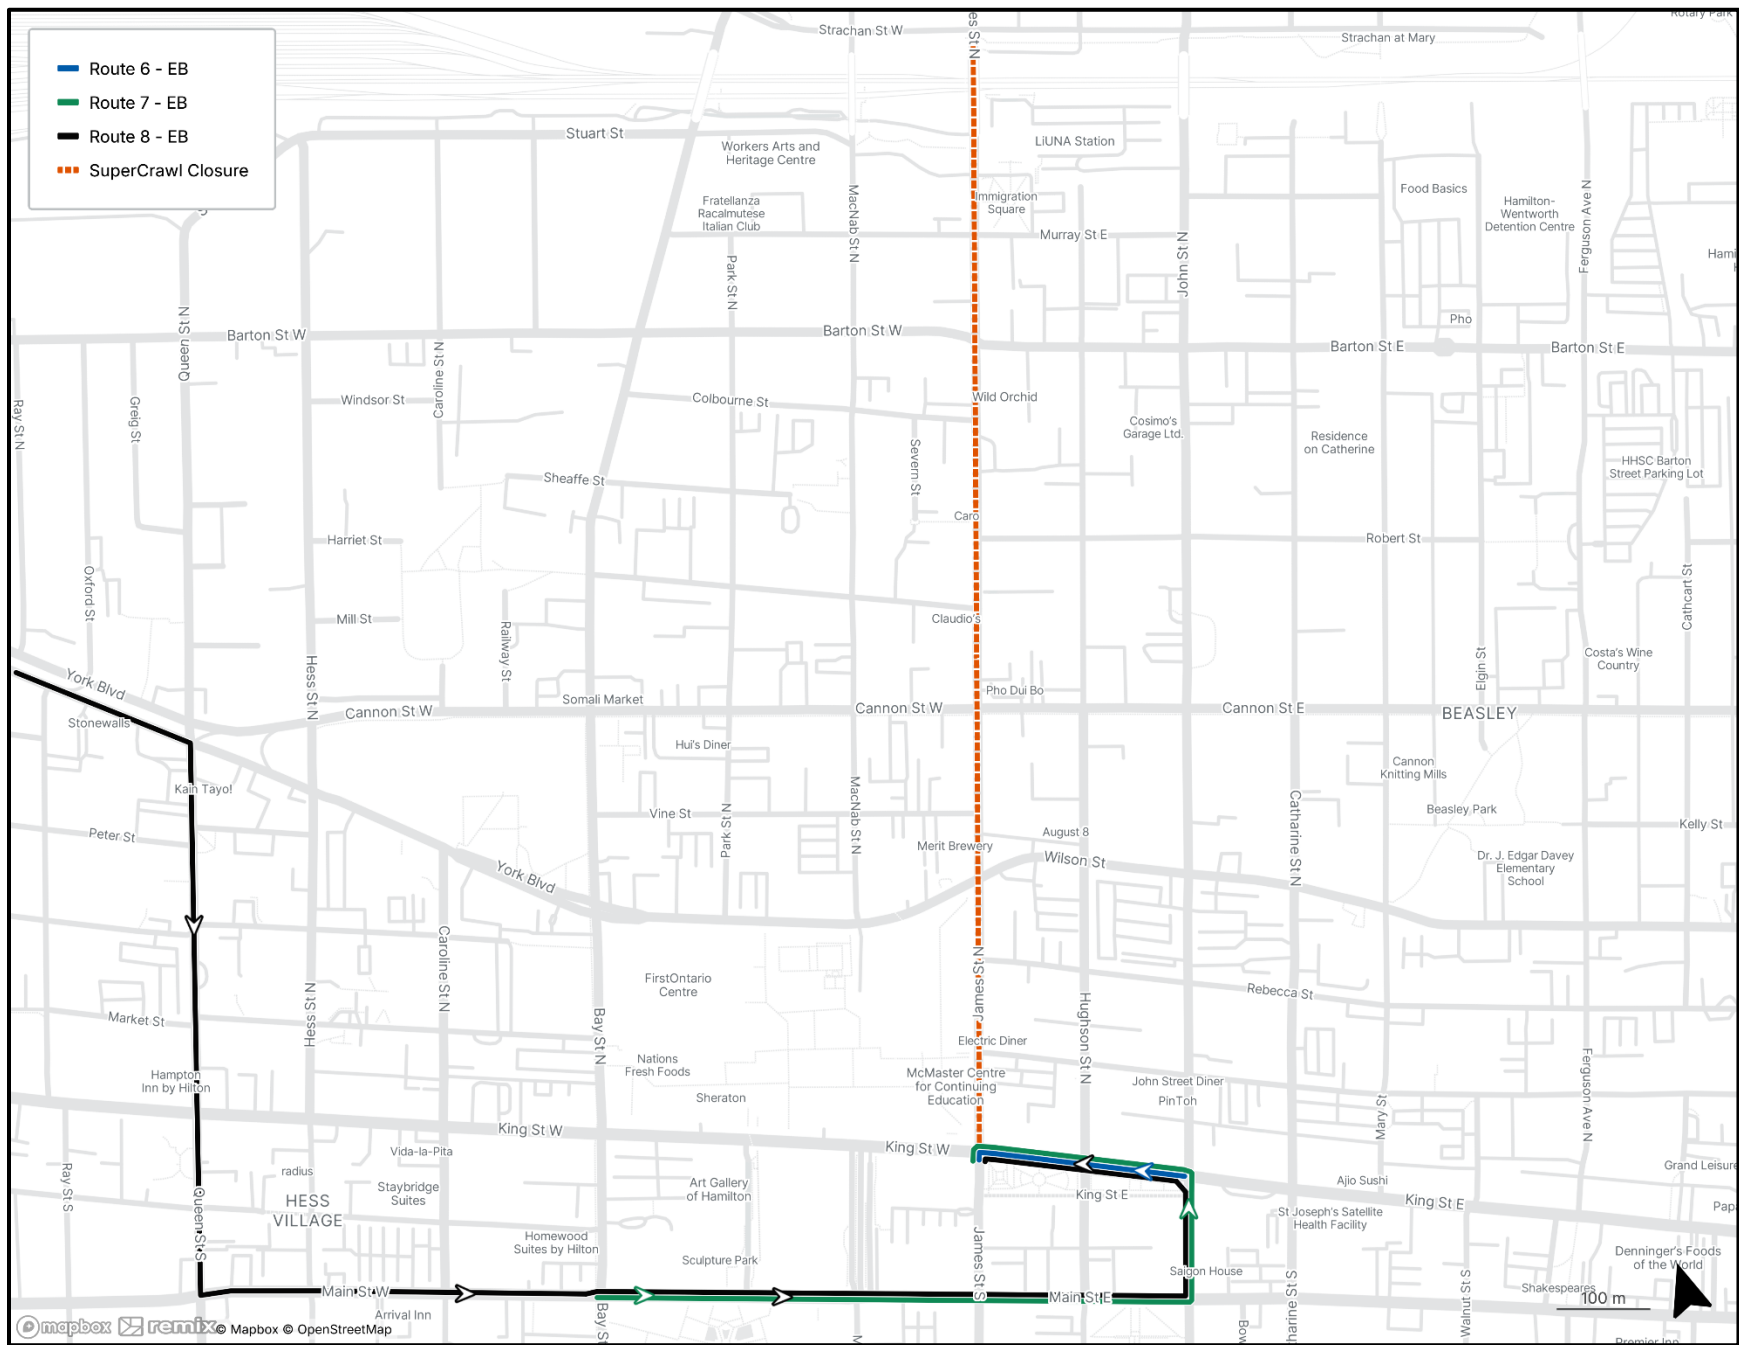 Route 6 - EB
Route 7 - EB
Route 8 - EB
SuperCrawl Closure
Strachan St W
es St N
Strachan at Mary
Rotary Park
Stuart St
Workers Arts and
Heritage Centre
LiUNA Station
Food Basics
Fratellanza
Racalmutese
Italian Club
MacNab St N
Immigration
Square
Hamilton-
Wentworth
Detention Centre
Ferguson Ave N
Murray St E
John St N
Park St N
Hami
Queen St N
Barton St W
Barton St W
Pho
Barton St E
Barton St E
Ray St N
Greig St
Windsor St
Caroline St N
Colbourne St
Wild Orchid
Cosimo's
Garage Ltd.
Residence
on Catherine
Severn St
HHSC Barton
Street Parking Lot
Sheaffe St
Caro
Harriet St
Robert St
Oxford St
Mill St
Railway St
Claudio's
Cathcart St
York Blvd
Hess St N
Somali Market
Pho Dui Bo
Elgin St
Costa's Wine
Country
Stonewalls
Cannon St W
Cannon St W
Cannon St E
BEASLEY
Hui's Diner
Kain Tayo!
MacNab St N
Cannon
Knitting Mills
Peter St
Vine St
Park St N
August 8
Catharine St N
Beasley Park
Kelly St
Merit Brewery
Wilson St
York Blvd
Dr. J. Edgar Davey
Elementary
School
Caroline St N
FirstOntario
Centre
James St N
Rebecca St
Market St
Hess St N
Bay St N
Hughson St N
Electric Diner
Nations
Fresh Foods
Hampton
Inn by Hilton
McMaster Centre
for Continuing
Education
John Street Diner
PinToh
Sheraton
Mary St
Ferguson Ave N
King St W
King St W
Vida-la-Pita
Ray St S
radius
Staybridge
Suites
Art Gallery
of Hamilton
King St E
Ajio Sushi
King St E
Grand Leisure
HESS
VILLAGE
Queen St S
Papa
St Joseph's Satellite
Health Facility
Homewood
Suites by Hilton
Sculpture Park
James St S
Saigon House
Denninger's Foods
of the World
Main St W
Main St E
Arrival Inn
Bay St
M
Bow
tharine St S
Walnut St S
Shakespeares
100 m
Premier Inn
mapbox remix © Mapbox © OpenStreetMap